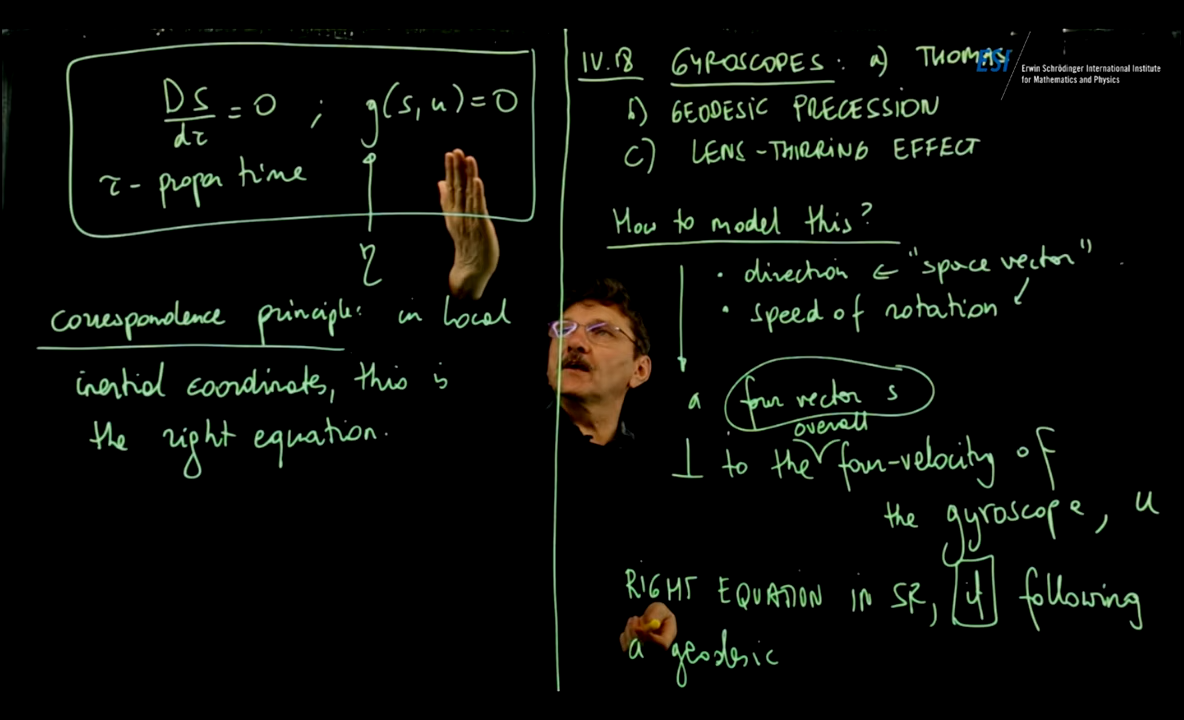 Ds/dτ = 0 ; g(s, u) = 0
τ - proper time
η
correspondence principle: in local
inertial coordinate, this is
the right equation.
IV.18 GYROSCOPES: a) THOMAS
b) GEODESIC PRECESSION
c) LENS-THIRRING EFFECT
How to model this?
· direction ∈ "space vector"
· speed of rotation
a four vector s
overall
⊥ to the four-velocity of
the gyroscope, u
RIGHT EQUATION IN SR, if following
a geodesic
ESI
Erwin Schrödinger International Institute
for Mathematics and Physics